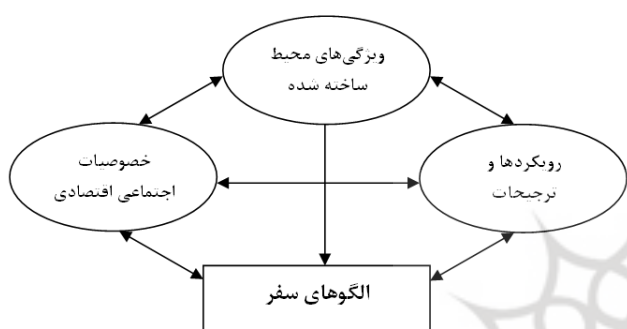 ویژگی‌های محیط
ساخته شده
رویکردها و
ترجیحات
خصوصیات
اجتماعی اقتصادی
الگوهای سفر